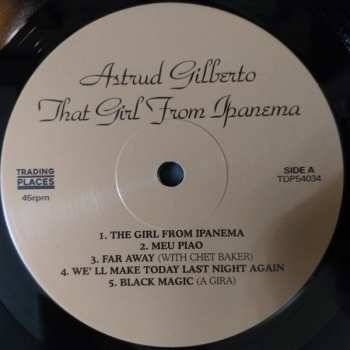 Astrud Gilberto
That Girl From Ipanema
TRADING
PLACES
45rpm
SIDE A
TDP54034
1. THE GIRL FROM IPANEMA
2. MEU PIAO
3. FAR AWAY (WITH CHET BAKER)
4. WE' LL MAKE TODAY LAST NIGHT AGAIN
5. BLACK MAGIC (A GIRA)